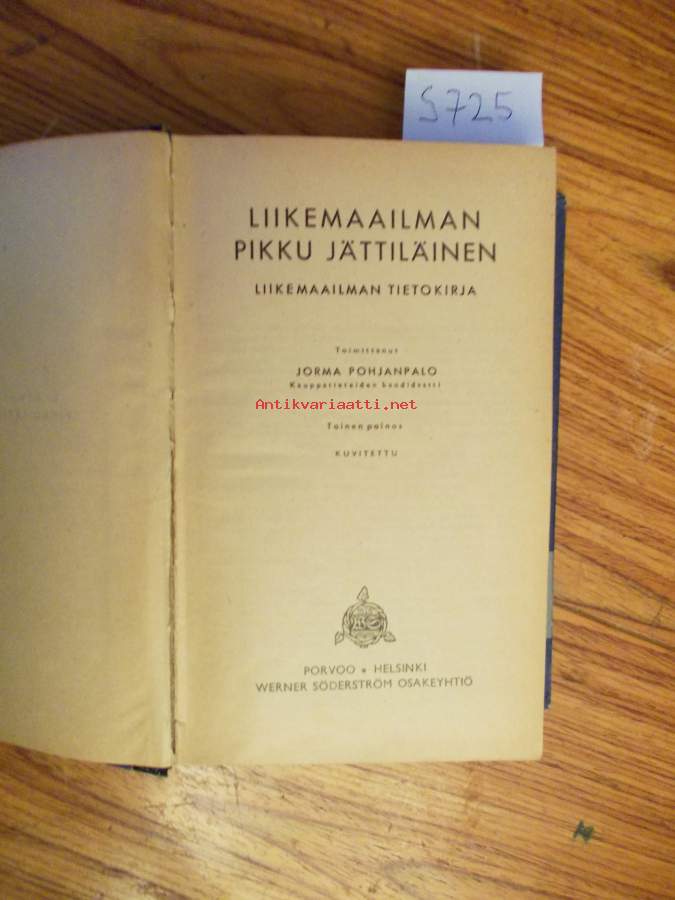 S725
LIIKEMAAILMAN
PIKKU JÄTTILÄINEN
LIIKEMAAILMAN TIETOKIRJA
Toimittanut
JORMA POHJANPALO
Kauppatieteiden kandidaatti
Antikvariaatti.net
Toinen painos
KUVITETTU
PORVOO • HELSINKI
WERNER SÖDERSTRÖM OSAKEYHTIÖ